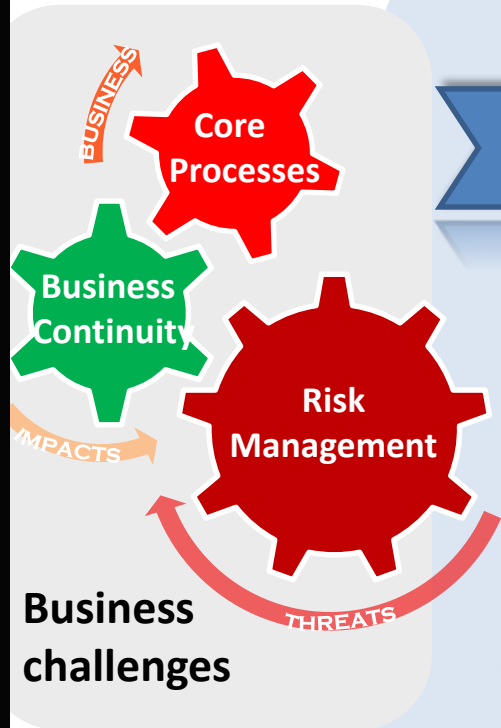 BUSINESS
Core
Processes
Business
Continuity
IMPACTS
Risk
Management
THREATS
Business
challenges